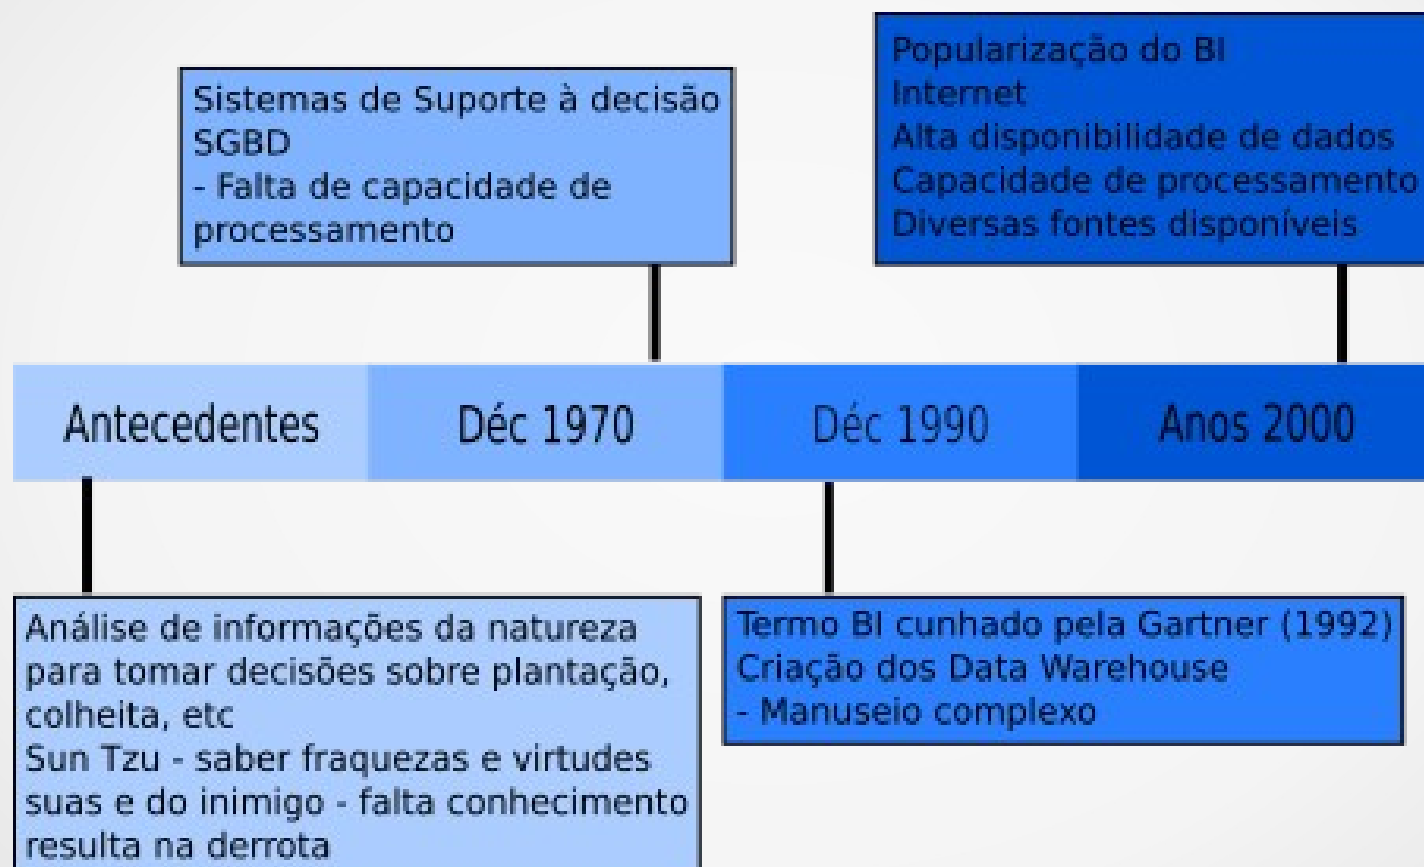 Sistemas de Suporte à decisão
SGBD
- Falta de capacidade de
processamento
Popularização do BI
Internet
Alta disponibilidade de dados
Capacidade de processamento
Diversas fontes disponíveis
Antecedentes
Déc 1970
Déc 1990
Anos 2000
Análise de informações da natureza
para tomar decisões sobre plantação,
colheita, etc
Sun Tzu - saber fraquezas e virtudes
suas e do inimigo - falta conhecimento
resulta na derrota
Termo BI cunhado pela Gartner (1992)
Criação dos Data Warehouse
- Manuseio complexo